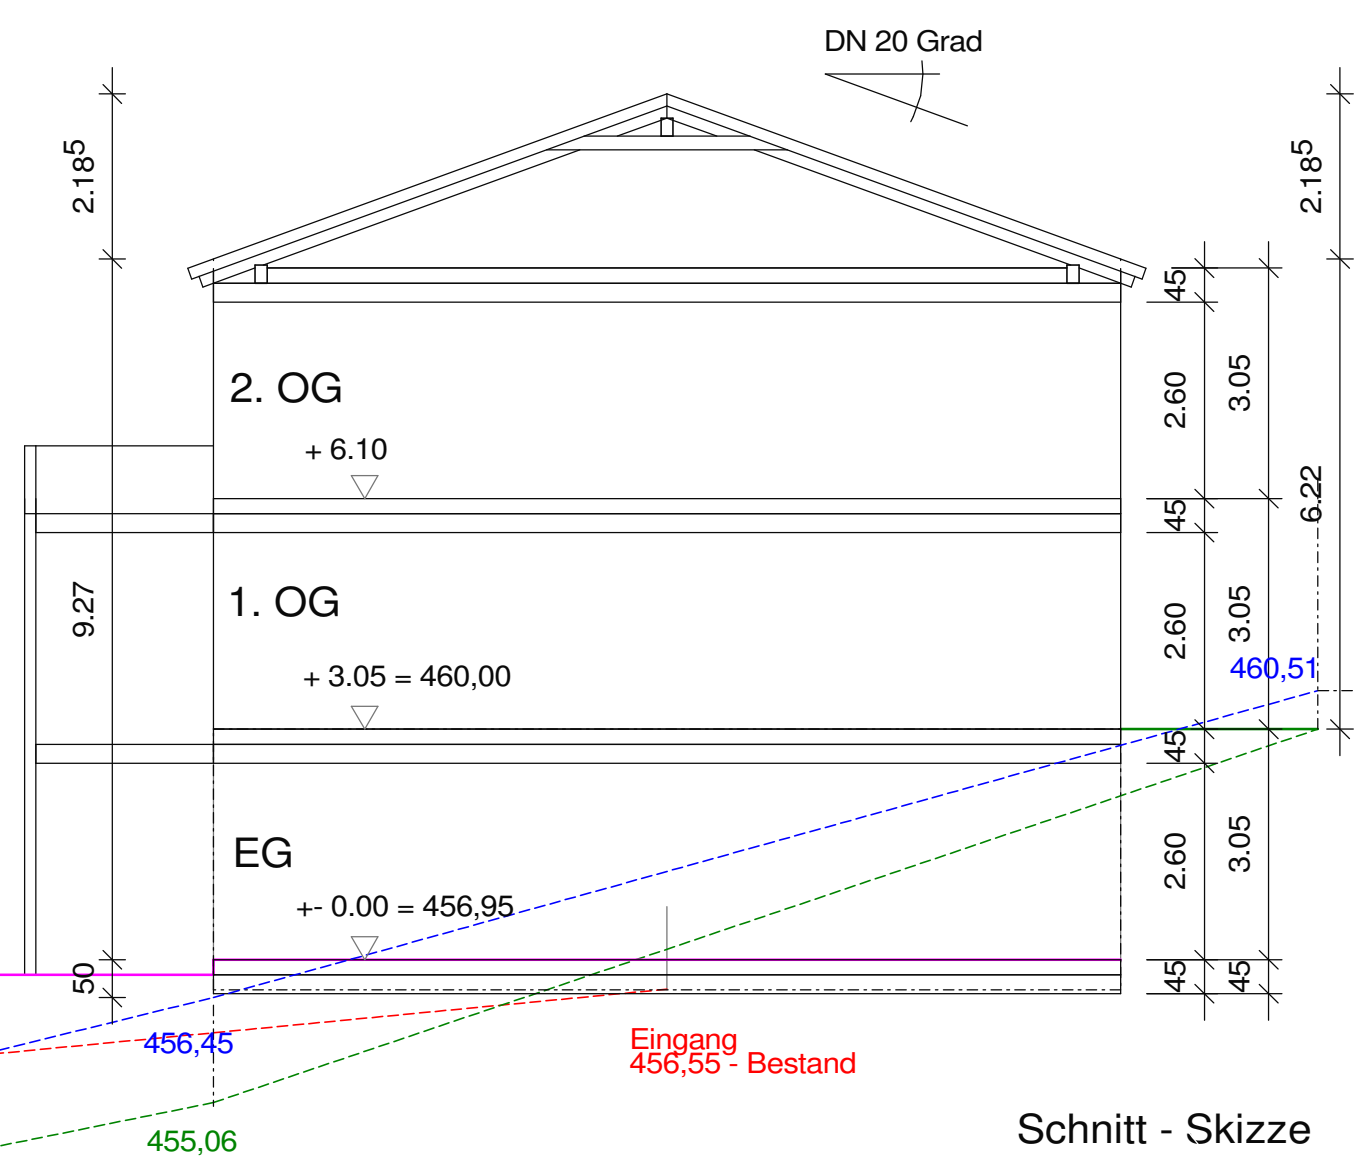 DN 20 Grad
2.18⁵
2.18⁵
45
2. OG
2.60
3.05
+ 6.10
6.22
45
9.27
1. OG
2.60
3.05
+ 3.05 = 460,00
460,51
45
EG
2.60
3.05
+- 0.00 = 456,95
50
45
45
456,45
Eingang
456,55 - Bestand
455,06
Schnitt - Skizze